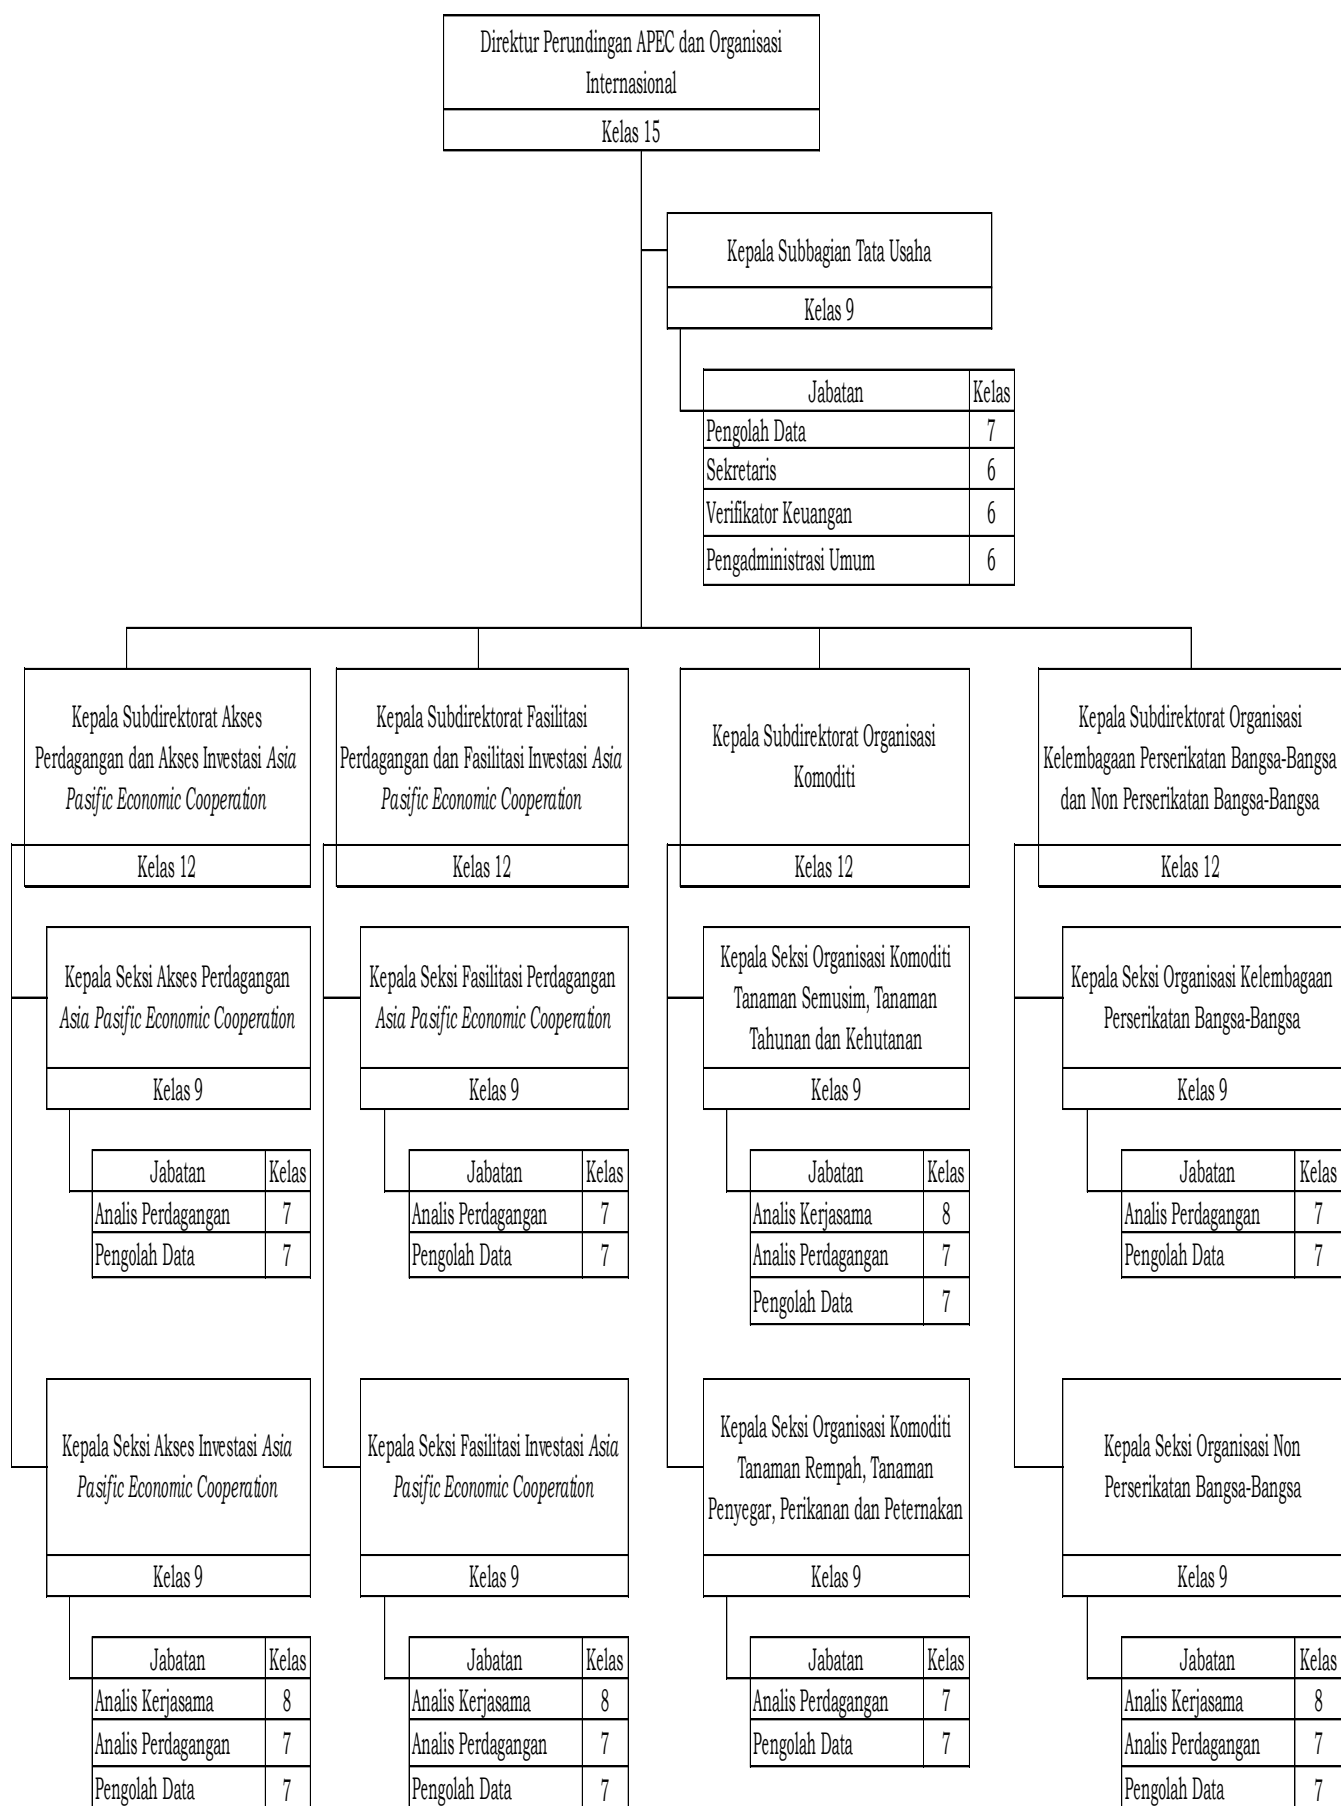 Direktur Perundingan APEC dan Organisasi
Internasional
Kelas 15
Kepala Subbagian Tata Usaha
Kelas 9
Jabatan Kelas
Pengolah Data 7
Sekretaris 6
Verifikator Keuangan 6
Pengadministrasi Umum 6
Kepala Subdirektorat Akses
Perdagangan dan Akses Investasi Asia
Pasific Economic Cooperation
Kelas 12
Kepala Subdirektorat Fasilitasi
Perdagangan dan Fasilitasi Investasi Asia
Pasific Economic Cooperation
Kelas 12
Kepala Subdirektorat Organisasi
Komoditi
Kelas 12
Kepala Subdirektorat Organisasi
Kelembagaan Perserikatan Bangsa-Bangsa
dan Non Perserikatan Bangsa-Bangsa
Kelas 12
Kepala Seksi Akses Perdagangan
Asia Pasific Economic Cooperation
Kelas 9
Kepala Seksi Fasilitasi Perdagangan
Asia Pasific Economic Cooperation
Kelas 9
Kepala Seksi Organisasi Komoditi
Tanaman Semusim, Tanaman
Tahunan dan Kehutanan
Kelas 9
Kepala Seksi Organisasi Kelembagaan
Perserikatan Bangsa-Bangsa
Kelas 9
Jabatan Kelas
Analis Perdagangan 7
Pengolah Data 7
Jabatan Kelas
Analis Perdagangan 7
Pengolah Data 7
Jabatan Kelas
Analis Kerjasama 8
Analis Perdagangan 7
Pengolah Data 7
Jabatan Kelas
Analis Perdagangan 7
Pengolah Data 7
Kepala Seksi Akses Investasi Asia
Pasific Economic Cooperation
Kelas 9
Kepala Seksi Fasilitasi Investasi Asia
Pasific Economic Cooperation
Kelas 9
Kepala Seksi Organisasi Komoditi
Tanaman Rempah, Tanaman
Penyegar, Perikanan dan Peternakan
Kelas 9
Kepala Seksi Organisasi Non
Perserikatan Bangsa-Bangsa
Kelas 9
Jabatan Kelas
Analis Kerjasama 8
Analis Perdagangan 7
Pengolah Data 7
Jabatan Kelas
Analis Kerjasama 8
Analis Perdagangan 7
Pengolah Data 7
Jabatan Kelas
Analis Perdagangan 7
Pengolah Data 7
Jabatan Kelas
Analis Kerjasama 8
Analis Perdagangan 7
Pengolah Data 7